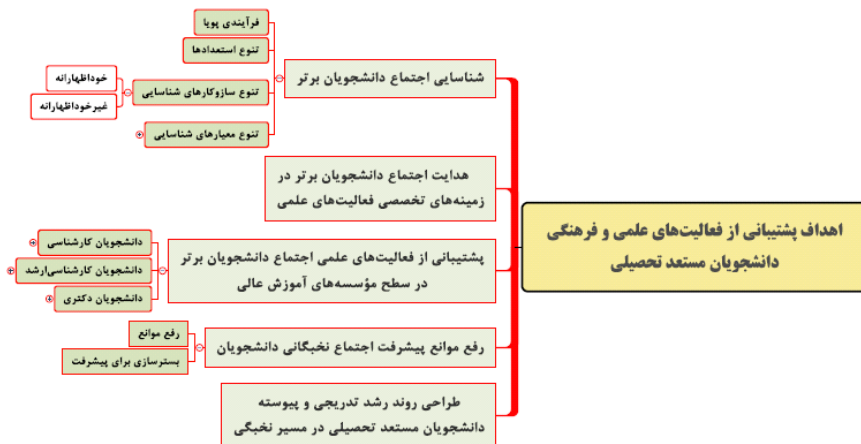 اهداف پشتیبانی از فعالیت‌های علمی و فرهنگی
دانشجویان مستعد تحصیلی
شناسایی اجتماع دانشجویان برتر
فرآیندی پویا
تنوع استعدادها
تنوع سازوکارهای شناسایی
خوداظهارانه
غیرخوداظهارانه
تنوع معیارهای شناسایی
هدایت اجتماع دانشجویان برتر در
زمینه‌های تخصصی فعالیت‌های علمی
پشتیبانی از فعالیت‌های علمی اجتماع دانشجویان برتر
در سطح مؤسسه‌های آموزش عالی
دانشجویان کارشناسی
دانشجویان کارشناسی‌ارشد
دانشجویان دکتری
رفع موانع پیشرفت اجتماع نخبگانی دانشجویان
رفع موانع
بسترسازی برای پیشرفت
طراحی روند رشد تدریجی و پیوسته
دانشجویان مستعد تحصیلی در مسیر نخبگی